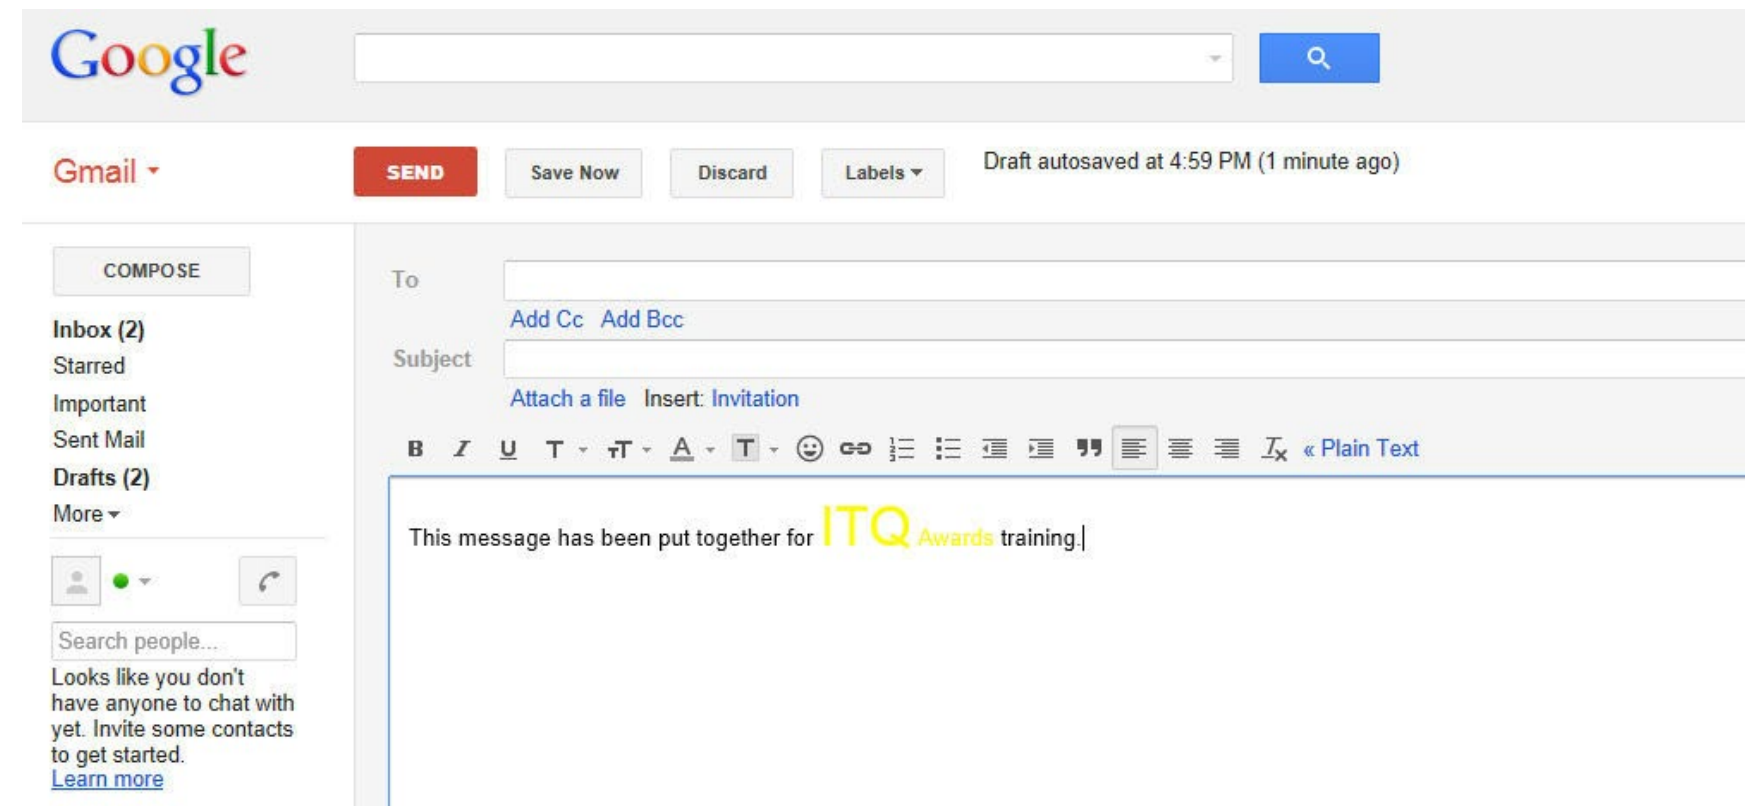 Google
Gmail
SEND
Save Now
Discard
Labels
Draft autosaved at 4:59 PM (1 minute ago)
COMPOSE
Inbox (2)
Starred
Important
Sent Mail
Drafts (2)
More
Search people...
Looks like you don't
have anyone to chat with
yet. Invite some contacts
to get started.
Learn more
To
Add Cc Add Bcc
Subject
Attach a file Insert: Invitation
B I U T TT A T « Plain Text
This message has been put together for ITQ Awards training.